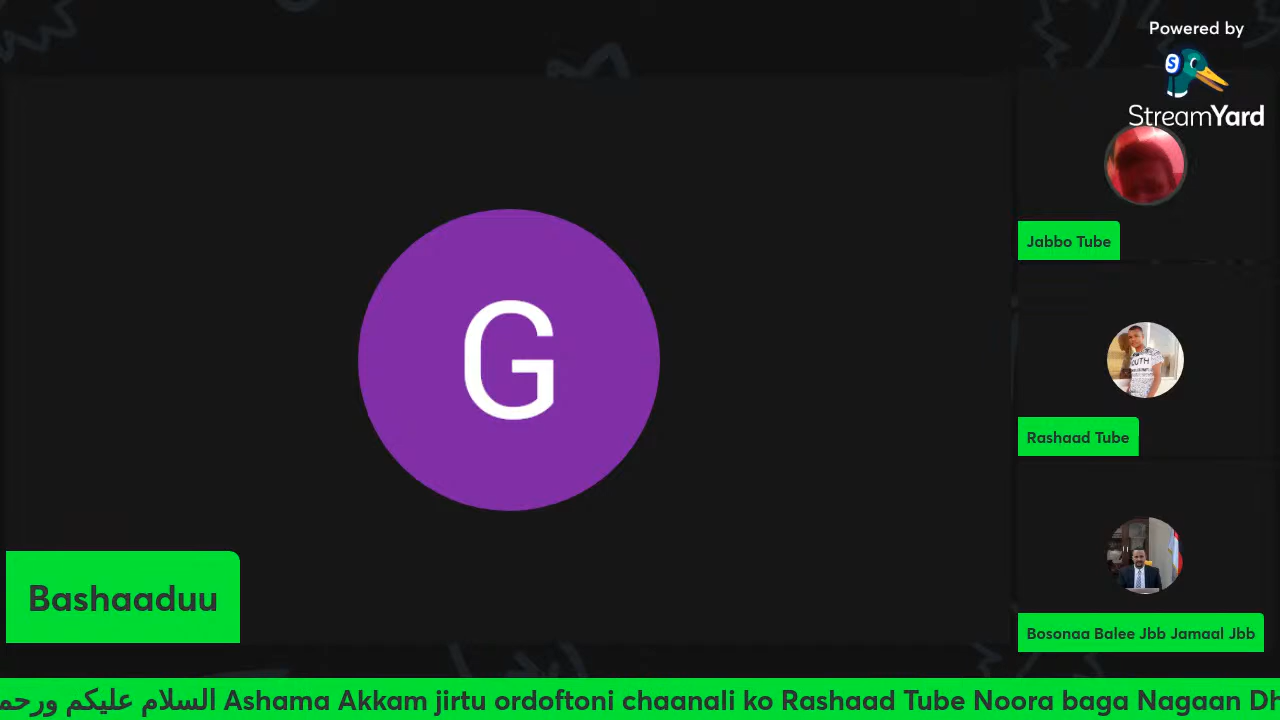 Powered by
S
StreamYard
G
OUTH
Jabbo Tube
Rashaad Tube
Bashaaduu
Bosonaa Balee Jbb Jamaal Jbb
السلام عليكم Ashama Akkam jirtu ordoftoni chaanali ko Rashaad Tube Noora baga Nagaan